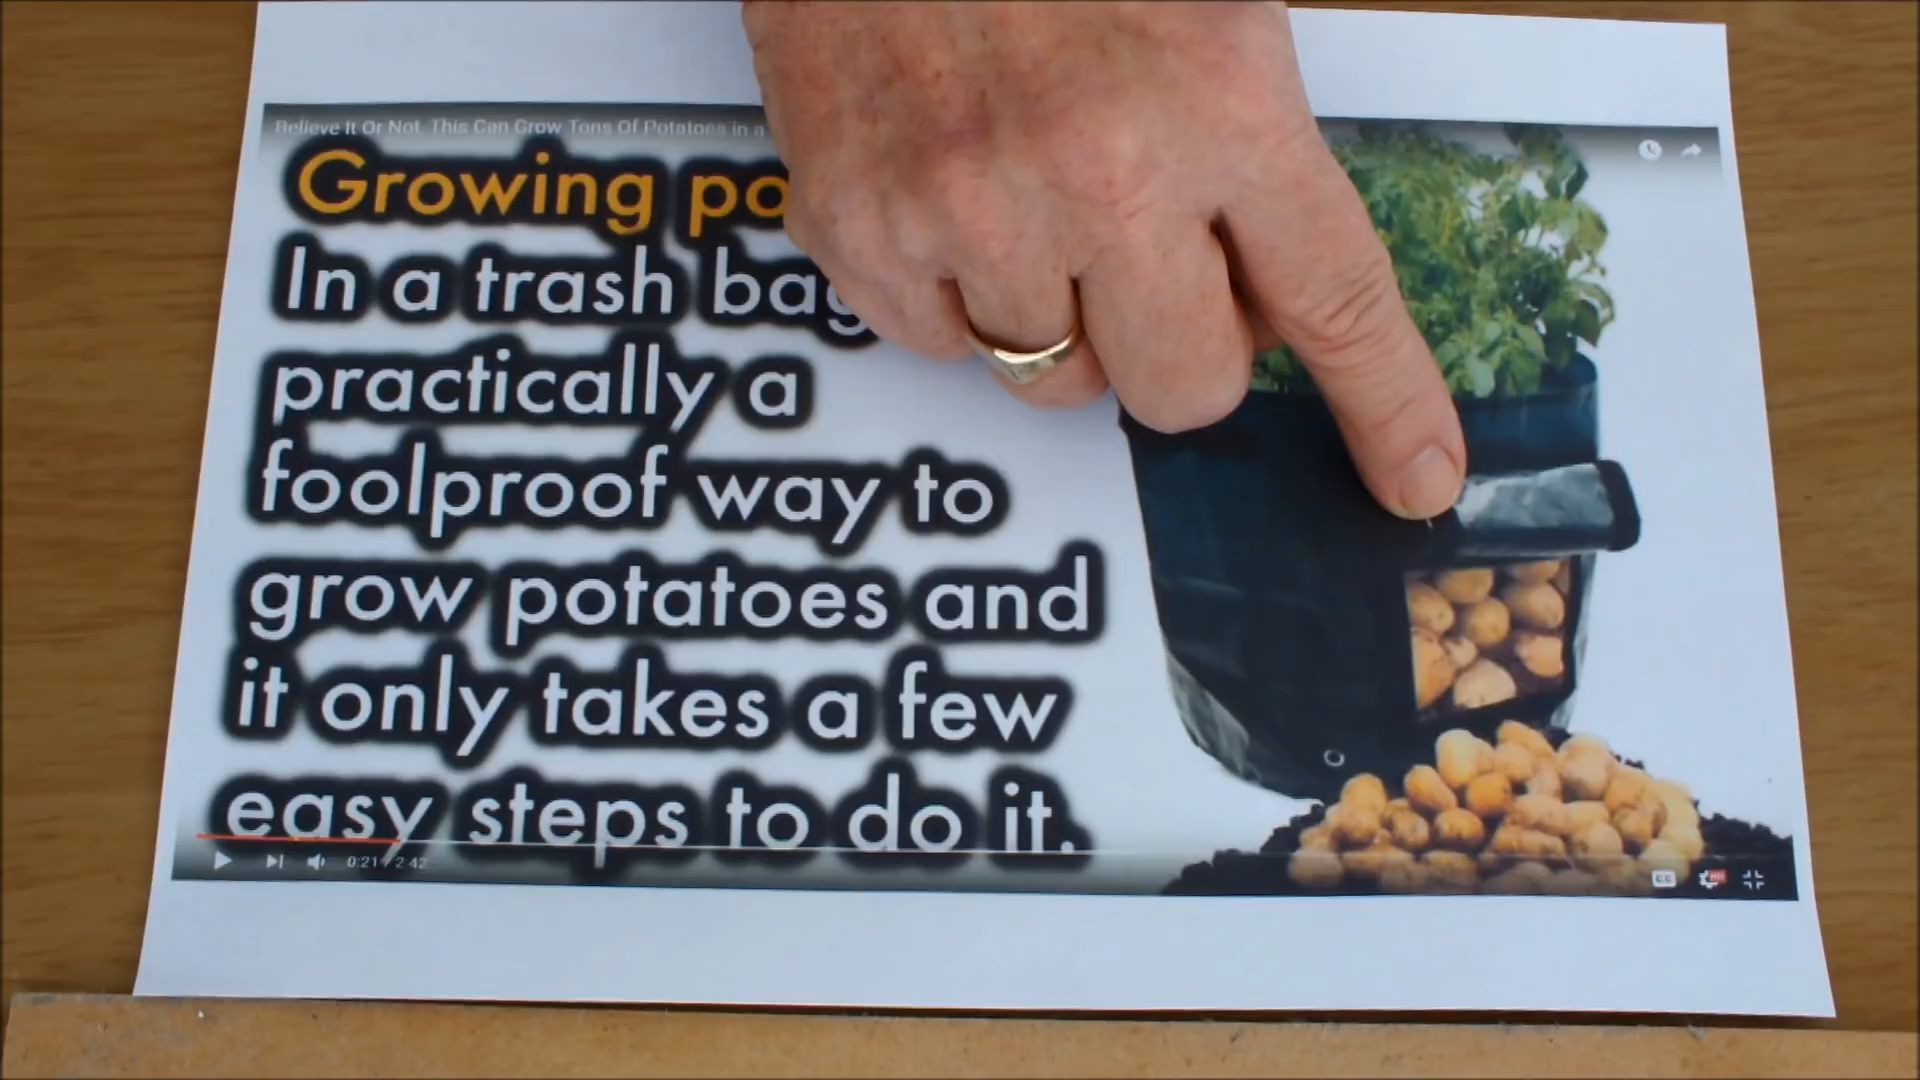 Believe It Or Not, This Can Grow Tons Of Potatoes in a
Growing po
In a trash bag
practically a
foolproof way to
grow potatoes and
it only takes a few
easy steps to do it.
0:21 / 2:42
CC